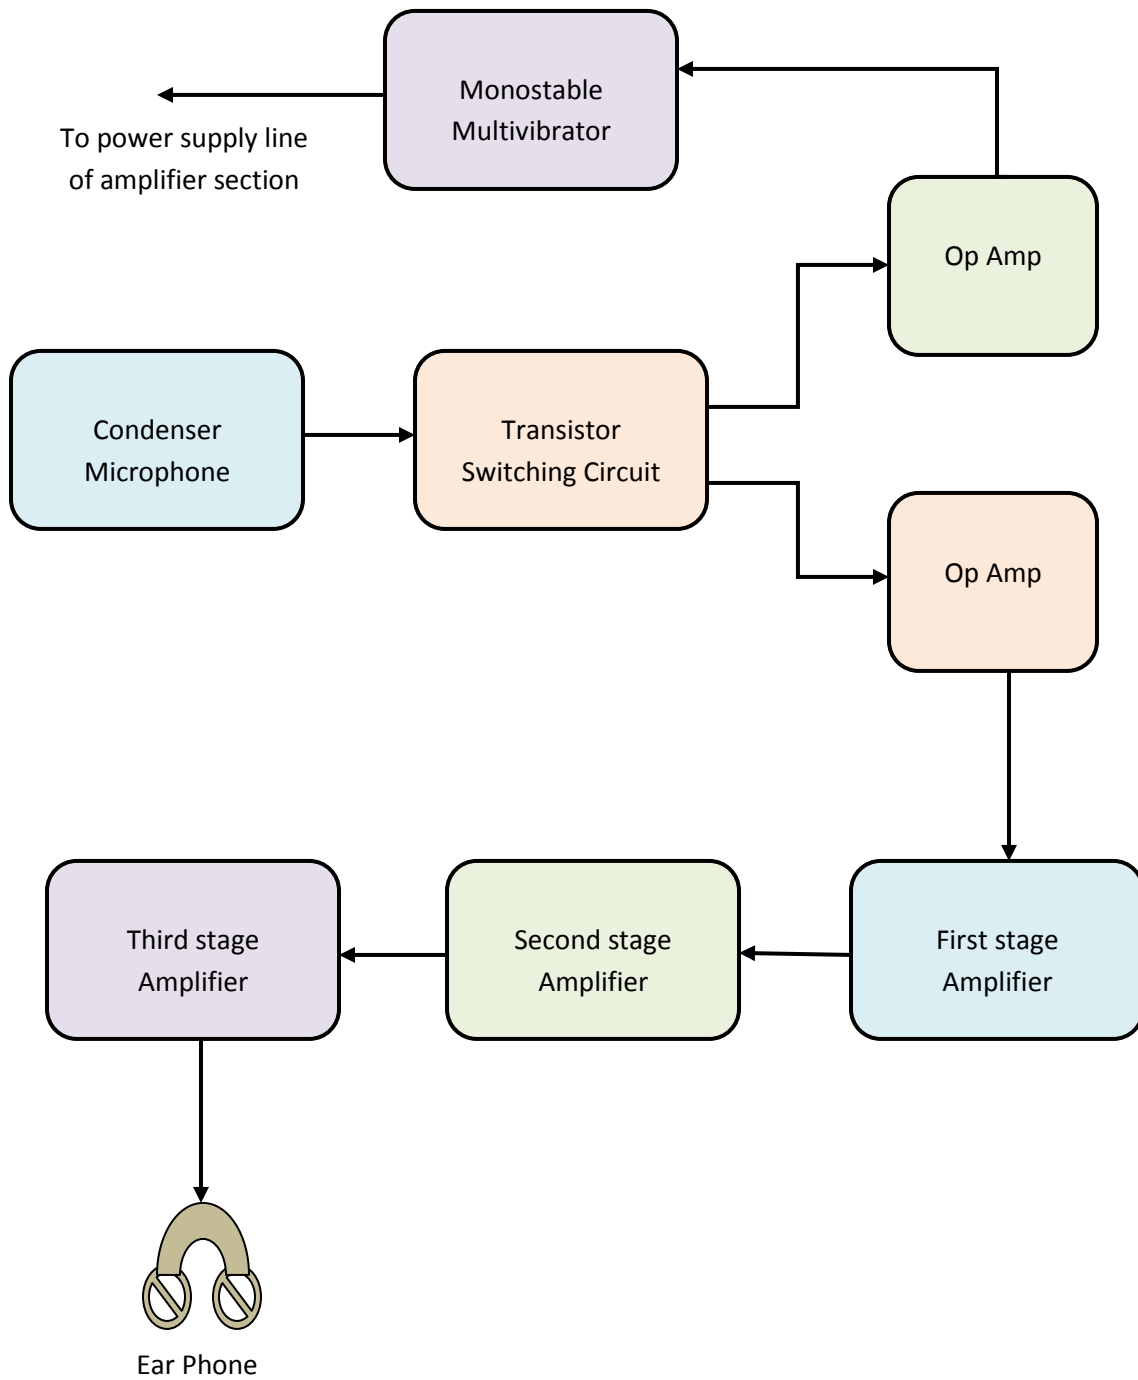 Monostable
Multivibrator
To power supply line
of amplifier section
Op Amp
Condenser
Microphone
Transistor
Switching Circuit
Op Amp
Third stage
Amplifier
Second stage
Amplifier
First stage
Amplifier
Ear Phone